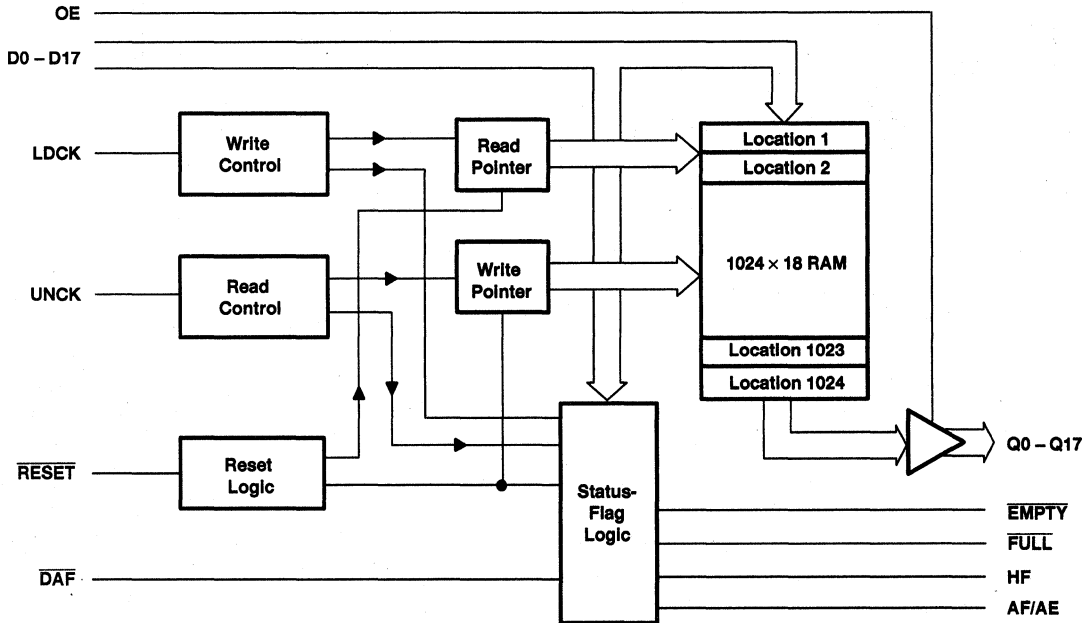 OE
D0 – D17
LDCK
Write
Control
Read
Pointer
Location 1
Location 2
1024 × 18 RAM
Location 1023
Location 1024
UNCK
Read
Control
Write
Pointer
RESET
Reset
Logic
Status-
Flag
Logic
DAF
Q0 – Q17
EMPTY
FULL
HF
AF/AE